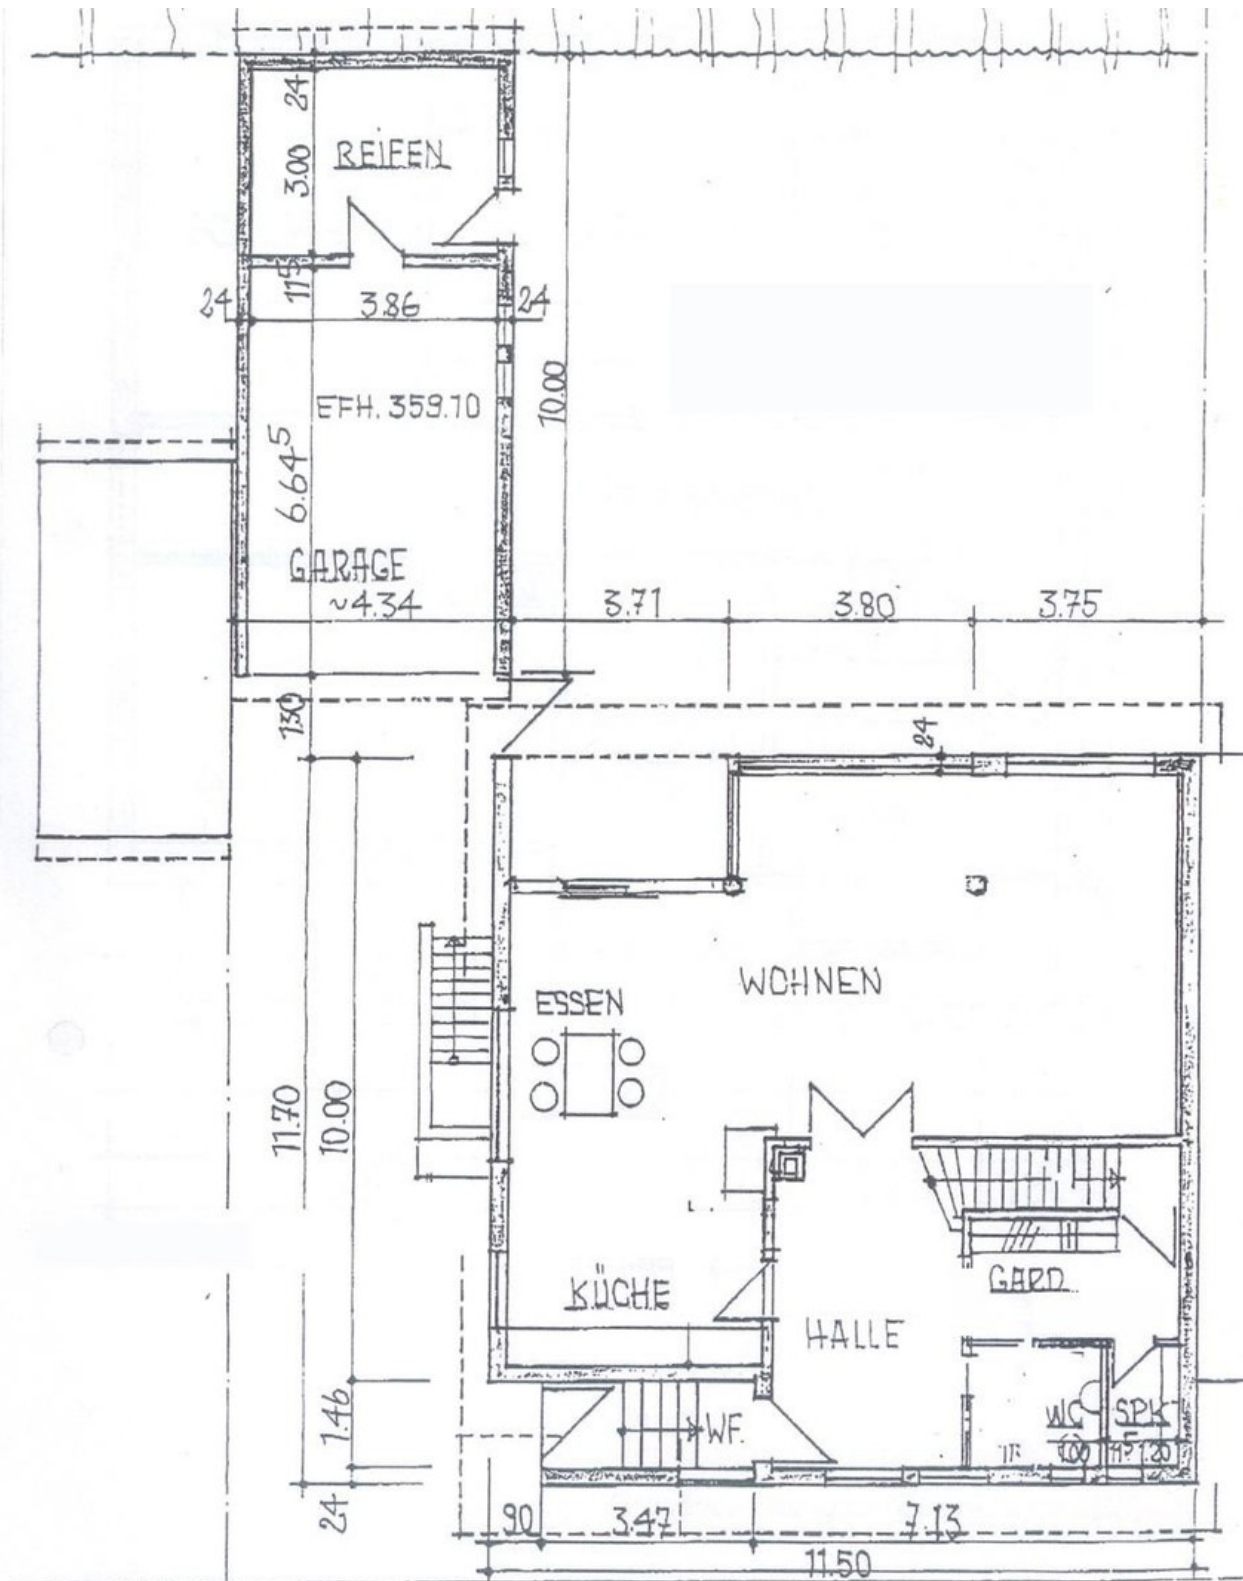 24
REIFEN
3.00
11⁵
24
3.86
24
EFH. 359.10
10.00
6.64⁵
GARAGE
~4.34
3.71
3.80
3.75
130
24
WOHNEN
ESSEN
11.70
10.00
KÜCHE
GARD.
HALLE
1.46
WF.
WC
SPK
1.00
11⁵
1.20
24
90
3.47
7.13
11.50